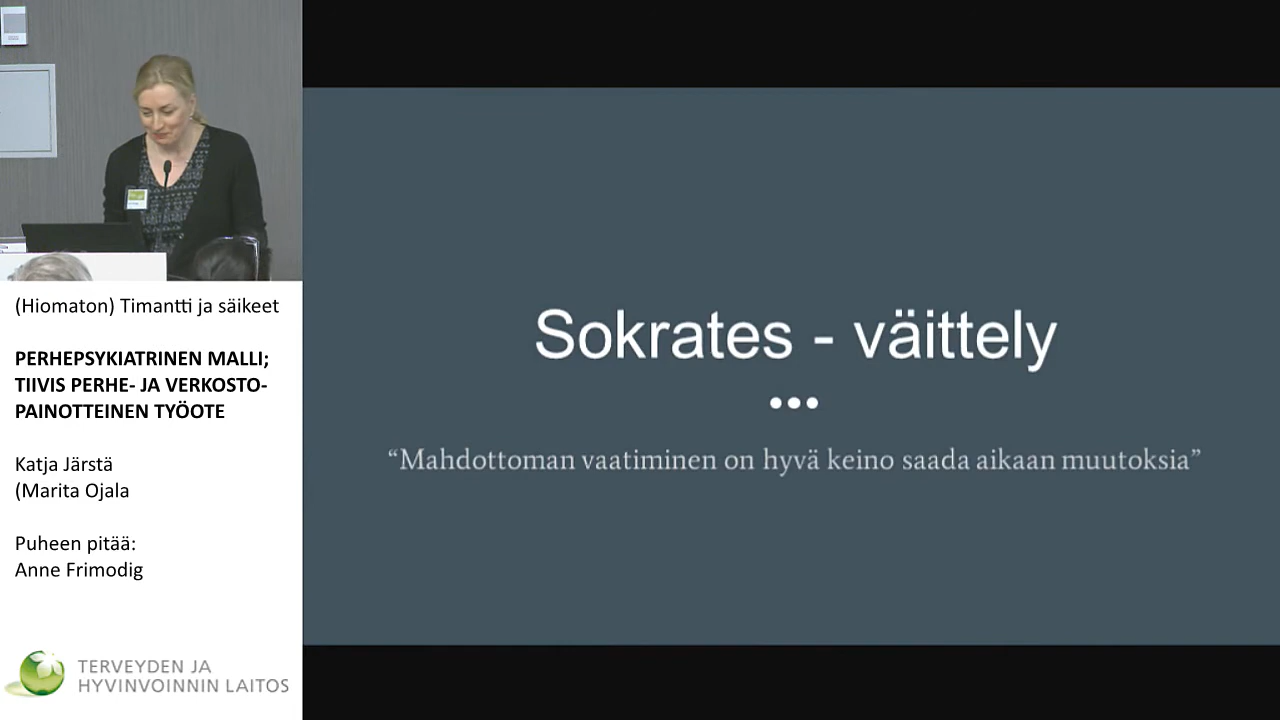 (Hiomaton) Timantti ja säikeet
PERHEPSYKIATRINEN MALLI;
TIIVIS PERHE- JA VERKOSTO-
PAINOTTEINEN TYÖOTE
Katja Järstä
(Marita Ojala
Puheen pitää:
Anne Frimodig
TERVEYDEN JA
HYVINVOINNIN LAITOS
Sokrates - väittely
“Mahdottoman vaatiminen on hyvä keino saada aikaan muutoksia”